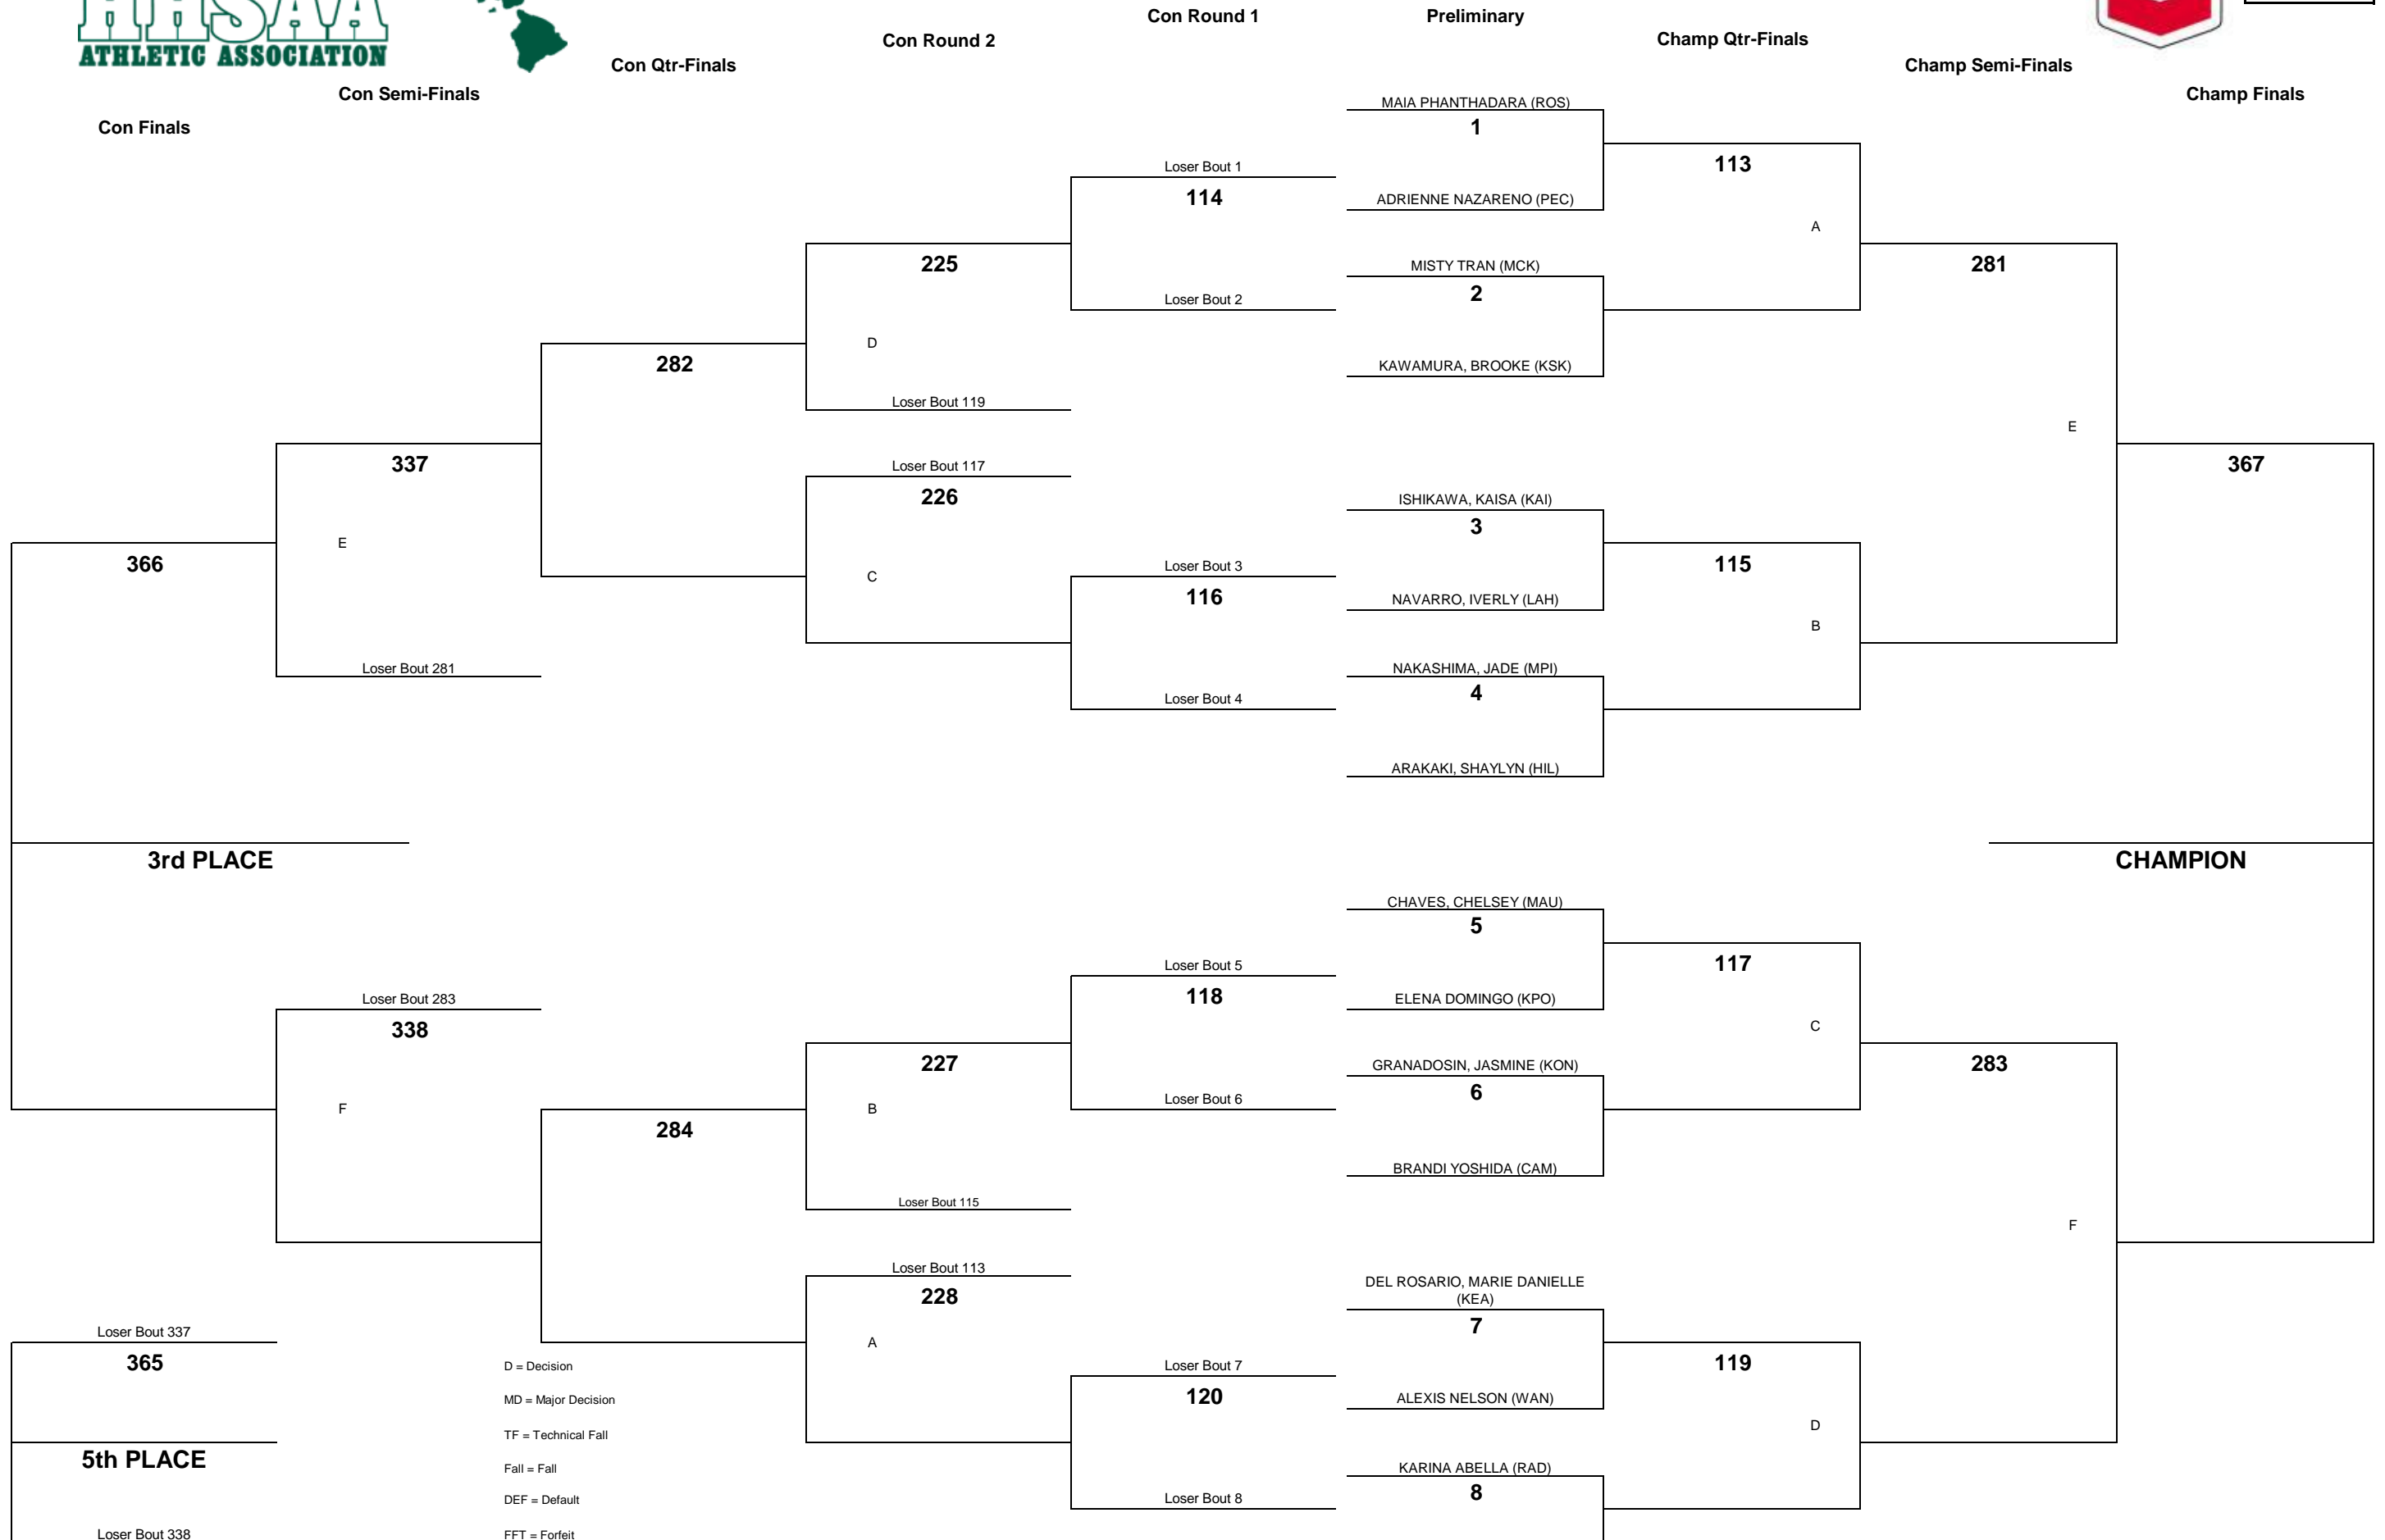 HHSAA
ATHLETIC ASSOCIATION
Con Round 1
Preliminary
Con Round 2
Champ Qtr-Finals
Con Qtr-Finals
Champ Semi-Finals
Con Semi-Finals
Champ Finals
Con Finals
MAIA PHANTHADARA (ROS)
1
Loser Bout 1
113
114
ADRIENNE NAZARENO (PEC)
A
225
MISTY TRAN (MCK)
281
Loser Bout 2
2
D
282
KAWAMURA, BROOKE (KSK)
Loser Bout 119
E
337
Loser Bout 117
367
226
ISHIKAWA, KAISA (KAI)
3
E
366
C
Loser Bout 3
115
116
NAVARRO, IVERLY (LAH)
B
Loser Bout 281
NAKASHIMA, JADE (MPI)
4
Loser Bout 4
ARAKAKI, SHAYLYN (HIL)
3rd PLACE
CHAMPION
CHAVES, CHELSEY (MAU)
5
Loser Bout 5
117
118
Loser Bout 283
ELENA DOMINGO (KPO)
338
C
227
GRANADOSIN, JASMINE (KON)
283
F
B
Loser Bout 6
6
284
BRANDI YOSHIDA (CAM)
Loser Bout 115
F
Loser Bout 113
228
DEL ROSARIO, MARIE DANIELLE
(KEA)
7
Loser Bout 337
A
365
D = Decision
Loser Bout 7
119
120
MD = Major Decision
ALEXIS NELSON (WAN)
D
TF = Technical Fall
5th PLACE
Fall = Fall
KARINA ABELLA (RAD)
8
DEF = Default
Loser Bout 8
Loser Bout 338
FFT = Forfeit